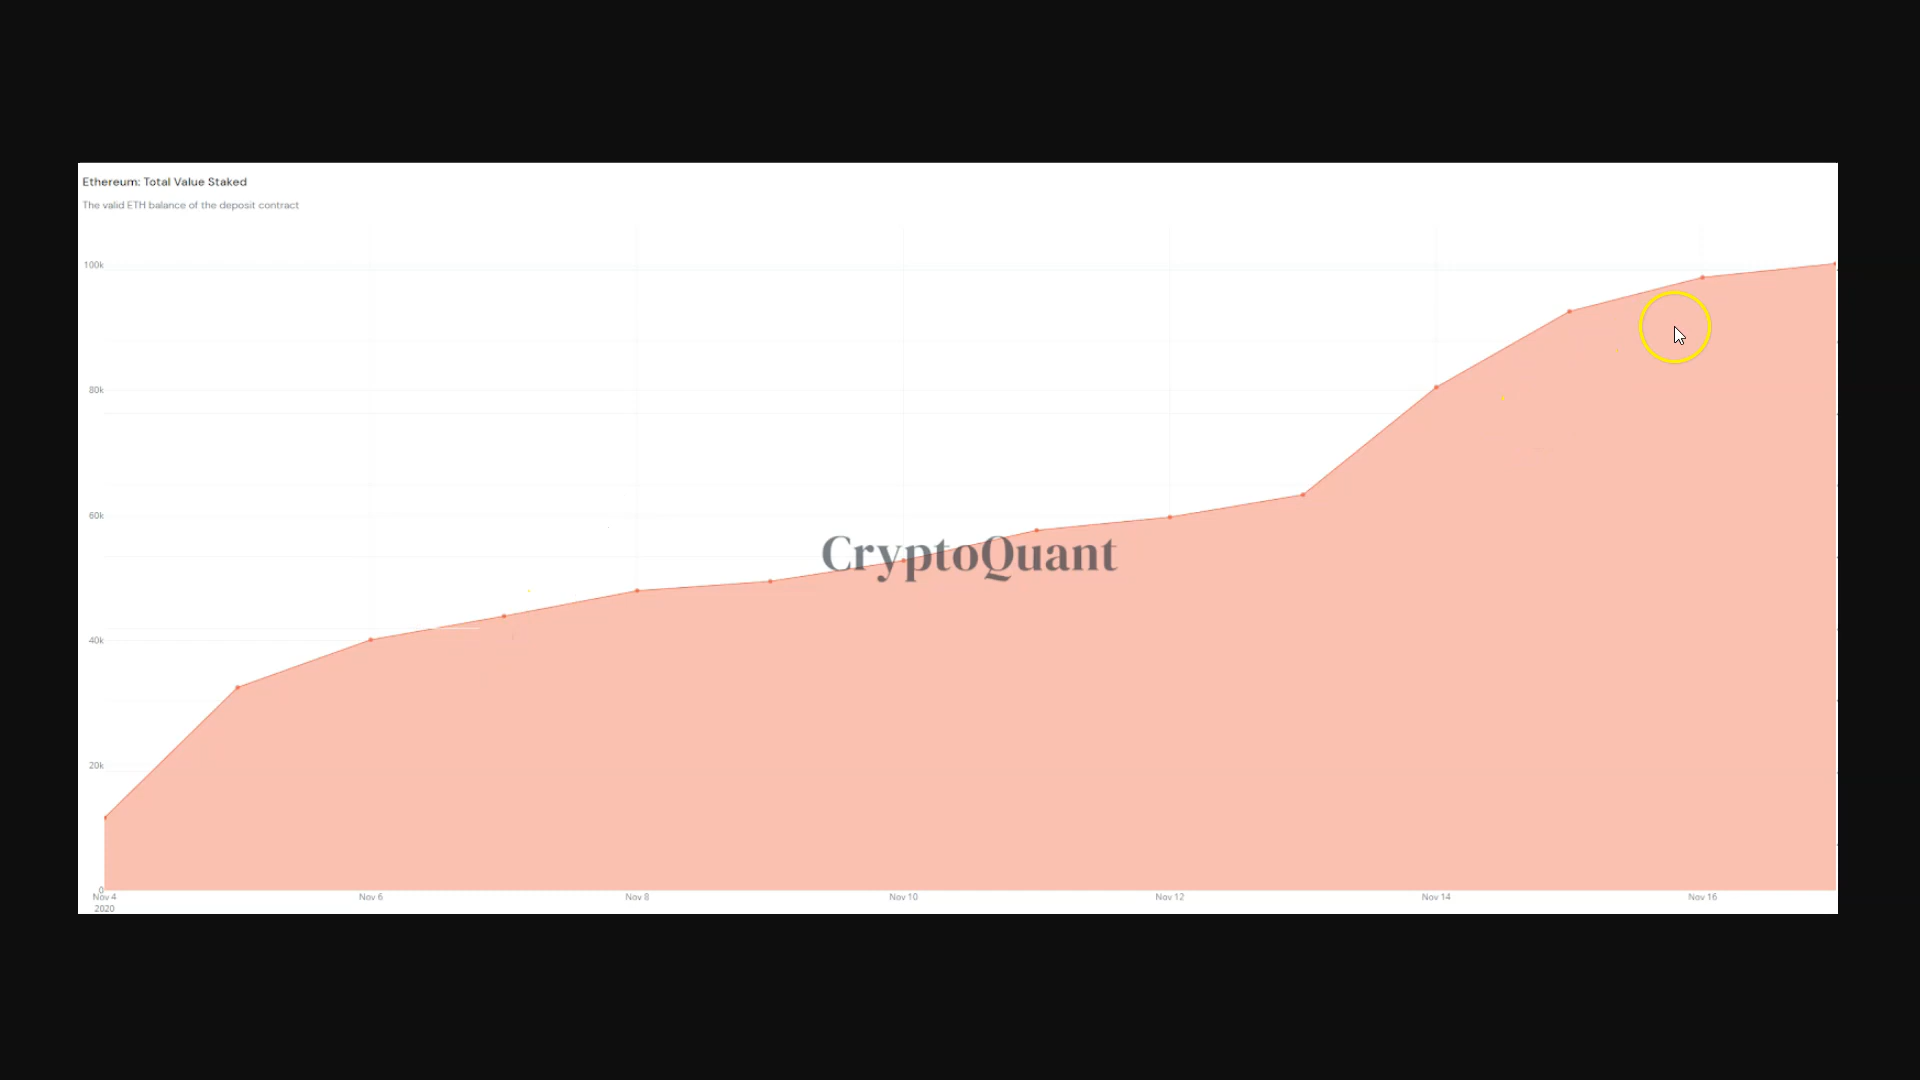 Ethereum: Total Value Staked
The valid ETH balance of the deposit contract
100k
80k
60k
CryptoQuant
40k
20k
0
Nov 4 Nov 6 Nov 8 Nov 10 Nov 12 Nov 14 Nov 16
2020